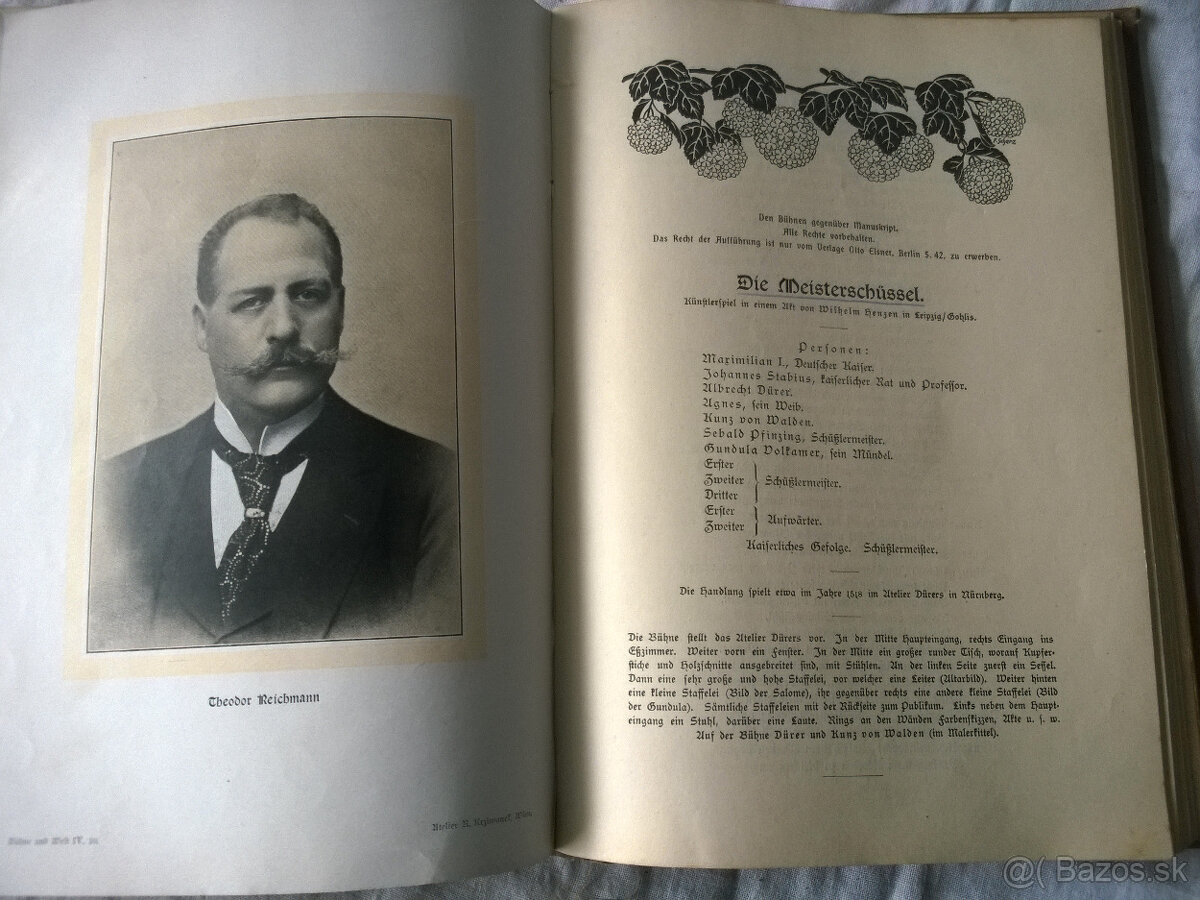 Theodor Reichmann
Bühne und Welt IV.
Atelier R. Krziwanek, Wien.
F. Scherz
Den Bühnen gegenüber Manuskript.
Alle Rechte vorbehalten.
Das Recht der Aufführung ist nur vom Verlage Otto Elsner, Berlin S. 42, zu erwerben.
Die Meisterschüssel.
Künstlerspiel in einem Akt von Wilhelm Henzen in Leipzig/Gohlis.
Personen:
Maximilian I., Deutscher Kaiser.
Johannes Stabius, kaiserlicher Rat und Professor.
Albrecht Dürer.
Agnes, sein Weib.
Kunz von Walden.
Sebald Pfinzing, Schüßlermeister.
Gundula Volkamer, sein Mündel.
Erster
Zweiter
Dritter
Schüßlermeister.
Erster
Zweiter
Aufwärter.
Kaiserliches Gefolge. Schüßlermeister.
Die Handlung spielt etwa im Jahre 1518 im Atelier Dürers in Nürnberg.
Die Bühne stellt das Atelier Dürers vor. In der Mitte Haupteingang, rechts Eingang ins
Eßzimmer. Weiter vorn ein Fenster. In der Mitte ein großer runder Tisch, worauf Kupfer-
stiche und Holzschnitte ausgebreitet sind, mit Stühlen. An der linken Seite zuerst ein Sessel.
Dann eine sehr große und hohe Staffelei, vor welcher eine Leiter (Altarbild). Weiter hinten
eine kleine Staffelei (Bild der Salome), ihr gegenüber rechts eine andere kleine Staffelei (Bild
der Gundula). Sämtliche Staffeleien mit der Rückseite zum Publikum. Links neben dem Haupt-
eingang ein Stuhl, darüber eine Laute. Rings an den Wänden Farbenskizzen, Akte u. s. w.
Auf der Bühne Dürer und Kunz von Walden (im Malerkittel).
@( Bazos.sk